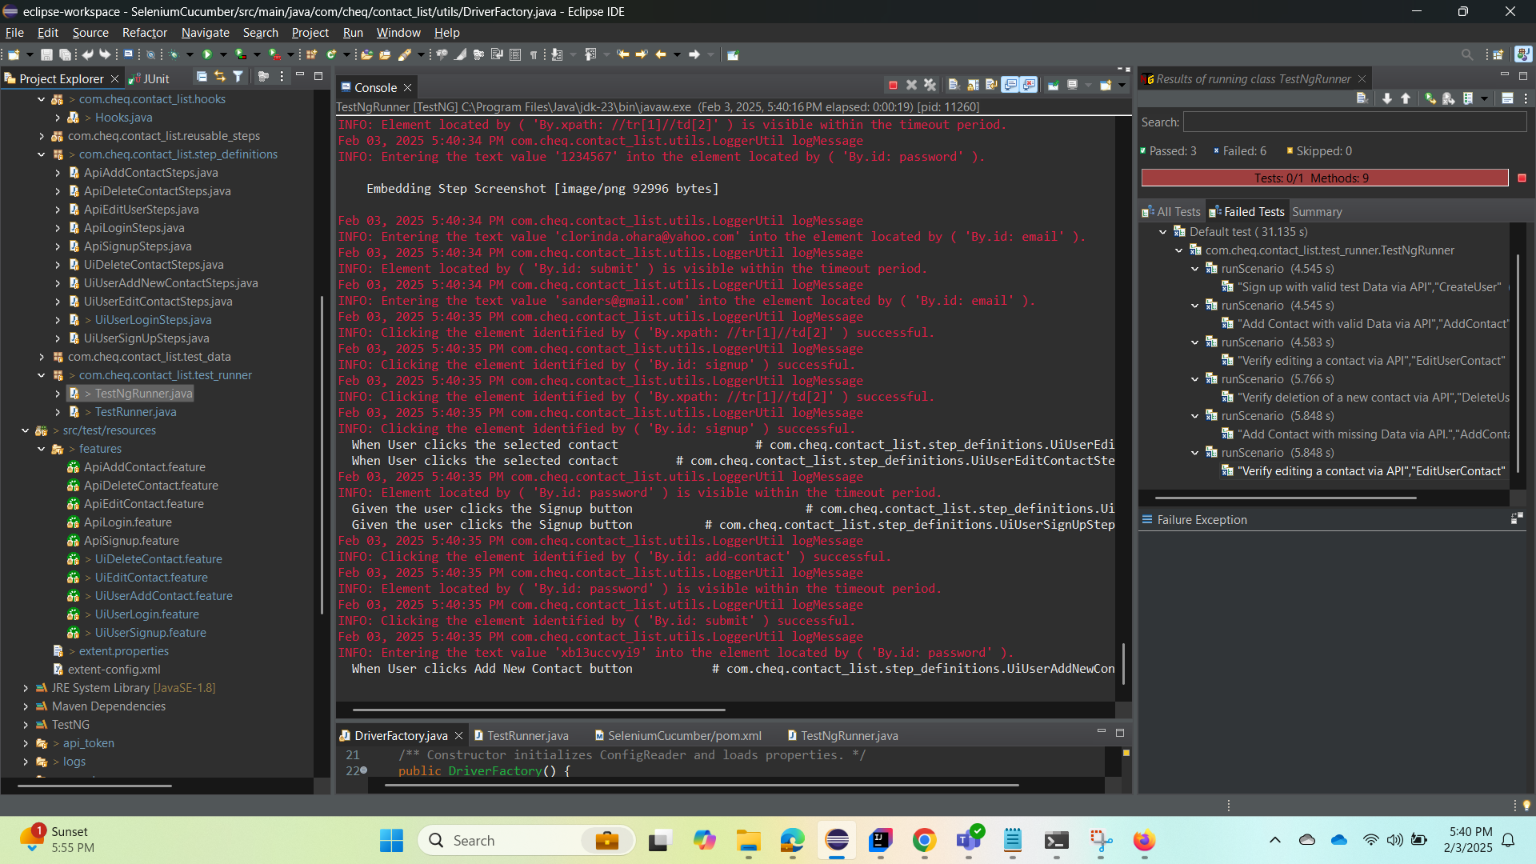 eclipse-workspace - SeleniumCucumber/src/main/java/com/cheq/contact_list/utils/DriverFactory.java - Eclipse IDE
File Edit Source Refactor Navigate Search Project Run Window Help
Project Explorer
JUnit
> com.cheq.contact_list.hooks
> Hooks.java
com.cheq.contact_list.reusable_steps
> com.cheq.contact_list.step_definitions
ApiAddContactSteps.java
ApiDeleteContactSteps.java
ApiEditUserSteps.java
ApiLoginSteps.java
ApiSignupSteps.java
UiDeleteContactSteps.java
UiUserAddNewContactSteps.java
UiUserEditContactSteps.java
> UiUserLoginSteps.java
UiUserSignUpSteps.java
com.cheq.contact_list.test_data
> com.cheq.contact_list.test_runner
> TestNgRunner.java
> TestRunner.java
> src/test/resources
> features
ApiAddContact.feature
ApiDeleteContact.feature
ApiEditContact.feature
ApiLogin.feature
ApiSignup.feature
> UiDeleteContact.feature
> UiEditContact.feature
> UiUserAddContact.feature
> UiUserLogin.feature
> UiUserSignup.feature
> extent.properties
extent-config.xml
JRE System Library [JavaSE-1.8]
Maven Dependencies
TestNG
> api_token
> logs
Console
TestNgRunner [TestNG] C:\Program Files\Java\jdk-23\bin\javaw.exe (Feb 3, 2025, 5:40:16 PM elapsed: 0:00:19) [pid: 11260]
INFO: Element located by ( 'By.xpath: //tr[1]//td[2]' ) is visible within the timeout period.
Feb 03, 2025 5:40:34 PM com.cheq.contact_list.utils.LoggerUtil logMessage
INFO: Entering the text value '1234567' into the element located by ( 'By.id: password' ).
Embedding Step Screenshot [image/png 92996 bytes]
Feb 03, 2025 5:40:34 PM com.cheq.contact_list.utils.LoggerUtil logMessage
INFO: Entering the text value 'clorinda.ohara@yahoo.com' into the element located by ( 'By.id: email' ).
Feb 03, 2025 5:40:34 PM com.cheq.contact_list.utils.LoggerUtil logMessage
INFO: Element located by ( 'By.id: submit' ) is visible within the timeout period.
Feb 03, 2025 5:40:34 PM com.cheq.contact_list.utils.LoggerUtil logMessage
INFO: Entering the text value 'sanders@gmail.com' into the element located by ( 'By.id: email' ).
Feb 03, 2025 5:40:34 PM com.cheq.contact_list.utils.LoggerUtil logMessage
INFO: Clicking the element identified by ( 'By.xpath: //tr[1]//td[2]' ) successful.
Feb 03, 2025 5:40:35 PM com.cheq.contact_list.utils.LoggerUtil logMessage
INFO: Clicking the element identified by ( 'By.id: signup' ) successful.
Feb 03, 2025 5:40:35 PM com.cheq.contact_list.utils.LoggerUtil logMessage
INFO: Clicking the element identified by ( 'By.xpath: //tr[1]//td[2]' ) successful.
Feb 03, 2025 5:40:35 PM com.cheq.contact_list.utils.LoggerUtil logMessage
INFO: Clicking the element identified by ( 'By.id: signup' ) successful.
When User clicks the selected contact # com.cheq.contact_list.step_definitions.UiUserEdi
When User clicks the selected contact # com.cheq.contact_list.step_definitions.UiUserEditContactSte
Feb 03, 2025 5:40:35 PM com.cheq.contact_list.utils.LoggerUtil logMessage
INFO: Element located by ( 'By.id: password' ) is visible within the timeout period.
Given the user clicks the Signup button # com.cheq.contact_list.step_definitions.Ui
Given the user clicks the Signup button # com.cheq.contact_list.step_definitions.UiUserSignUpStep
Feb 03, 2025 5:40:35 PM com.cheq.contact_list.utils.LoggerUtil logMessage
INFO: Clicking the element identified by ( 'By.id: add-contact' ) successful.
Feb 03, 2025 5:40:35 PM com.cheq.contact_list.utils.LoggerUtil logMessage
INFO: Element located by ( 'By.id: password' ) is visible within the timeout period.
Feb 03, 2025 5:40:35 PM com.cheq.contact_list.utils.LoggerUtil logMessage
INFO: Clicking the element identified by ( 'By.id: submit' ) successful.
Feb 03, 2025 5:40:35 PM com.cheq.contact_list.utils.LoggerUtil logMessage
INFO: Entering the text value 'xb13uccvyi9' into the element located by ( 'By.id: password' ).
When User clicks Add New Contact button # com.cheq.contact_list.step_definitions.UiUserAddNewCon
DriverFactory.java TestRunner.java SeleniumCucumber/pom.xml TestNgRunner.java
21 /** Constructor initializes ConfigReader and loads properties. */
22 public DriverFactory() {
Results of running class TestNgRunner
Search:
Passed: 3 Failed: 6 Skipped: 0
Tests: 0/1 Methods: 9
All Tests Failed Tests Summary
Default test ( 31.135 s)
com.cheq.contact_list.test_runner.TestNgRunner
runScenario (4.545 s)
"Sign up with valid test Data via API","CreateUser" (
runScenario (4.545 s)
"Add Contact with valid Data via API","AddContact"
runScenario (4.583 s)
"Verify editing a contact via API","EditUserContact"
runScenario (5.766 s)
"Verify deletion of a new contact via API","DeleteUs
runScenario (5.848 s)
"Add Contact with missing Data via API.","AddConta
runScenario (5.848 s)
"Verify editing a contact via API","EditUserContact"
Failure Exception
1
Sunset
5:55 PM
Search
5:40 PM
2/3/2025